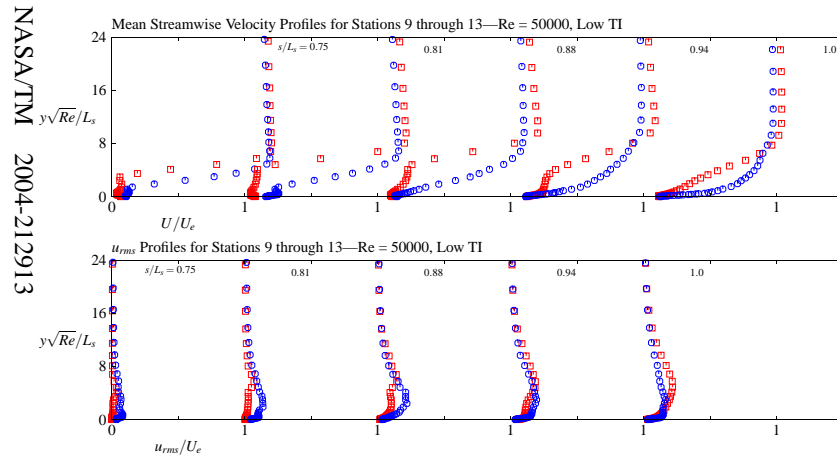 NASA/TM 2004-212913
Mean Streamwise Velocity Profiles for Stations 9 through 13—Re = 50000, Low TI
24
s/Ls = 0.75 0.81 0.88 0.94 1.0
16
y√Re/Ls
8
0
0 1 1 1 1 1
U/Ue
urms Profiles for Stations 9 through 13—Re = 50000, Low TI
24
s/Ls = 0.75 0.81 0.88 0.94 1.0
16
y√Re/Ls
8
0
0 1 1 1 1 1
urms/Ue